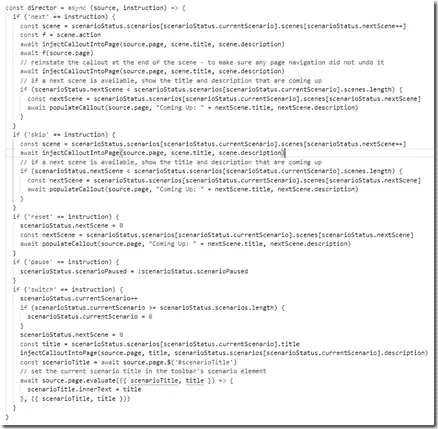 const director = async (source, instruction) => {
if ('next' == instruction) {
const scene = scenarioStatus.scenarios[scenarioStatus.currentScenario].scenes[scenarioStatus.nextScene++]
const f = scene.action
await injectCalloutIntoPage(source.page, scene.title, scene.description)
await f(source.page)
// reinstate the callout at the end of the scene - to make sure any page navigation did not undo it
await injectCalloutIntoPage(source.page, scene.title, scene.description)
// if a next scene is available, show the title and description that are coming up
if (scenarioStatus.nextScene < scenarioStatus.scenarios[scenarioStatus.currentScenario].scenes.length) {
const nextScene = scenarioStatus.scenarios[scenarioStatus.currentScenario].scenes[scenarioStatus.nextScene]
await populateCallout(source.page, "Coming Up: " + nextScene.title, nextScene.description)
}
}
if ('skip' == instruction) {
const scene = scenarioStatus.scenarios[scenarioStatus.currentScenario].scenes[scenarioStatus.nextScene++]
await injectCalloutIntoPage(source.page, scene.title, scene.description)
// if a next scene is available, show the title and description that are coming up
if (scenarioStatus.nextScene < scenarioStatus.scenarios[scenarioStatus.currentScenario].scenes.length) {
const nextScene = scenarioStatus.scenarios[scenarioStatus.currentScenario].scenes[scenarioStatus.nextScene]
await populateCallout(source.page, "Coming Up: " + nextScene.title, nextScene.description)
}
}
if ('reset' == instruction) {
scenarioStatus.nextScene = 0
const nextScene = scenarioStatus.scenarios[scenarioStatus.currentScenario].scenes[scenarioStatus.nextScene]
await populateCallout(source.page, "Coming Up: " + nextScene.title, nextScene.description)
}
if ('pause' == instruction) {
scenarioStatus.scenarioPaused = !scenarioStatus.scenarioPaused
}
if ('switch' == instruction) {
scenarioStatus.currentScenario++
if (scenarioStatus.currentScenario >= scenarioStatus.scenarios.length) {
scenarioStatus.currentScenario = 0
}
scenarioStatus.nextScene = 0
const title = scenarioStatus.scenarios[scenarioStatus.currentScenario].title
injectCalloutIntoPage(source.page, title, scenarioStatus.scenarios[scenarioStatus.currentScenario].description)
const scenarioTitle = await source.page.$('#scenarioTitle')
// set the current scenario title in the toolbar's scenario element
await source.page.evaluate(({ scenarioTitle, title }) => {
scenarioTitle.innerText = title
}, ({ scenarioTitle, title }))
}
}